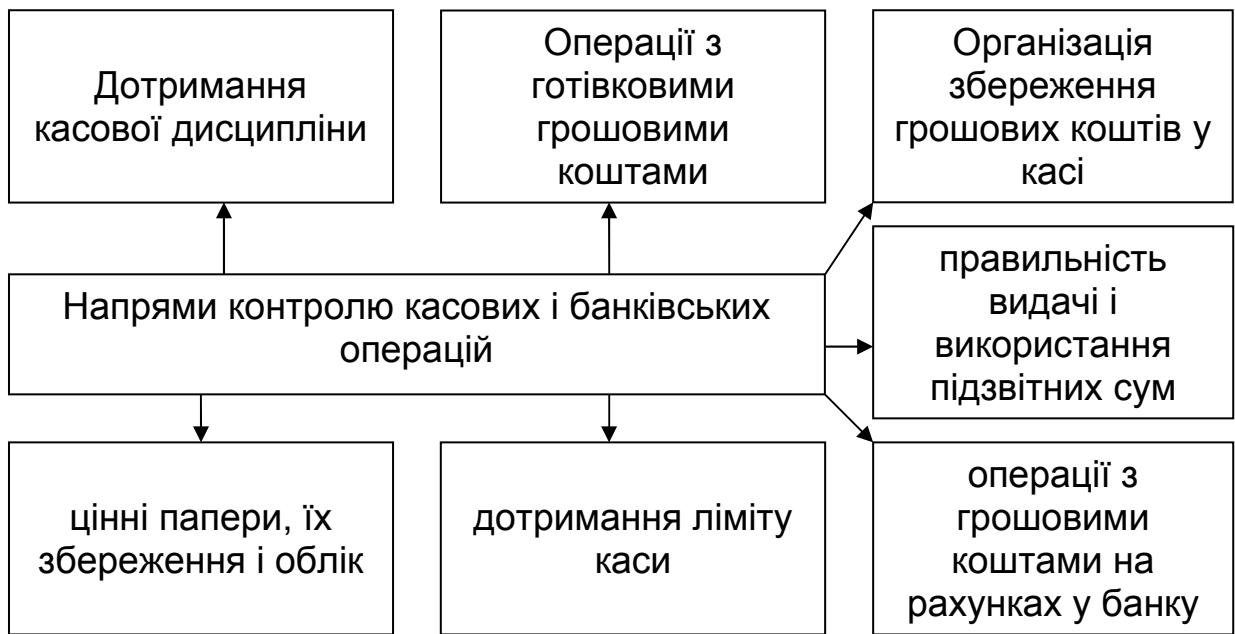 Дотримання
касової дисципліни
Операції з
готівковими
грошовими
коштами
Організація
збереження
грошових коштів у
касі
Напрями контролю касових і банківських
операцій
правильність
видачі і
використання
підзвітних сум
цінні папери, їх
збереження і облік
дотримання ліміту
каси
операції з
грошовими
коштами на
рахунках у банку